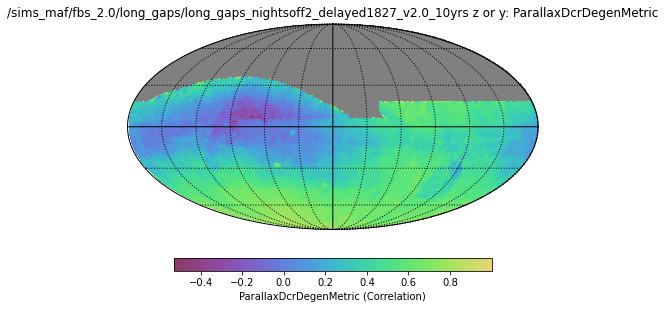 /sims_maf/fbs_2.0/long_gaps/long_gaps_nightsoff2_delayed1827_v2.0_10yrs z or y: ParallaxDcrDegenMetric
−0.4 −0.2 0.0 0.2 0.4 0.6 0.8
ParallaxDcrDegenMetric (Correlation)